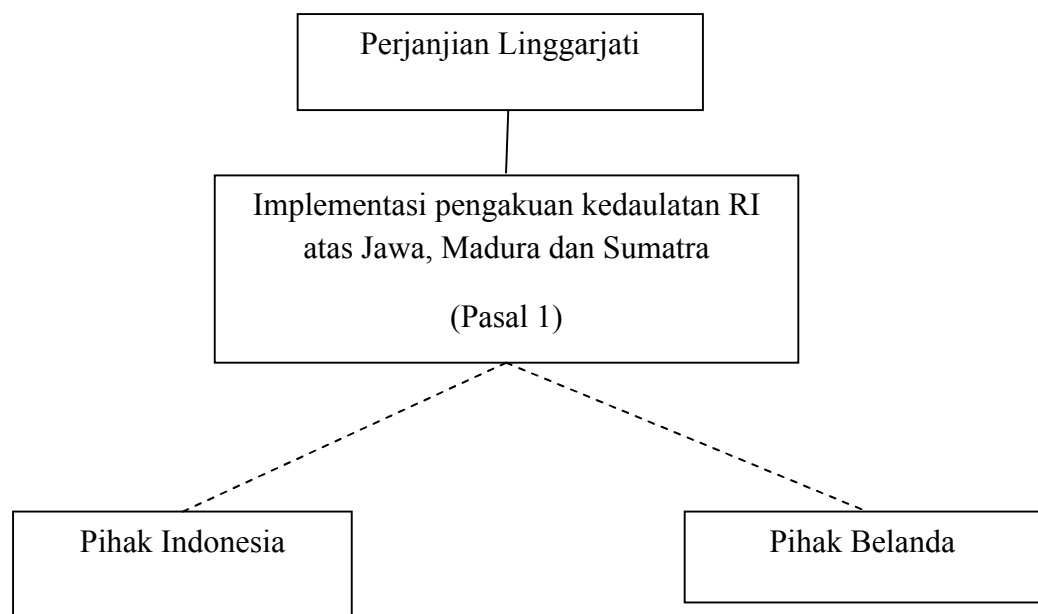 Perjanjian Linggarjati
Implementasi pengakuan kedaulatan RI
atas Jawa, Madura dan Sumatra
(Pasal 1)
Pihak Indonesia
Pihak Belanda